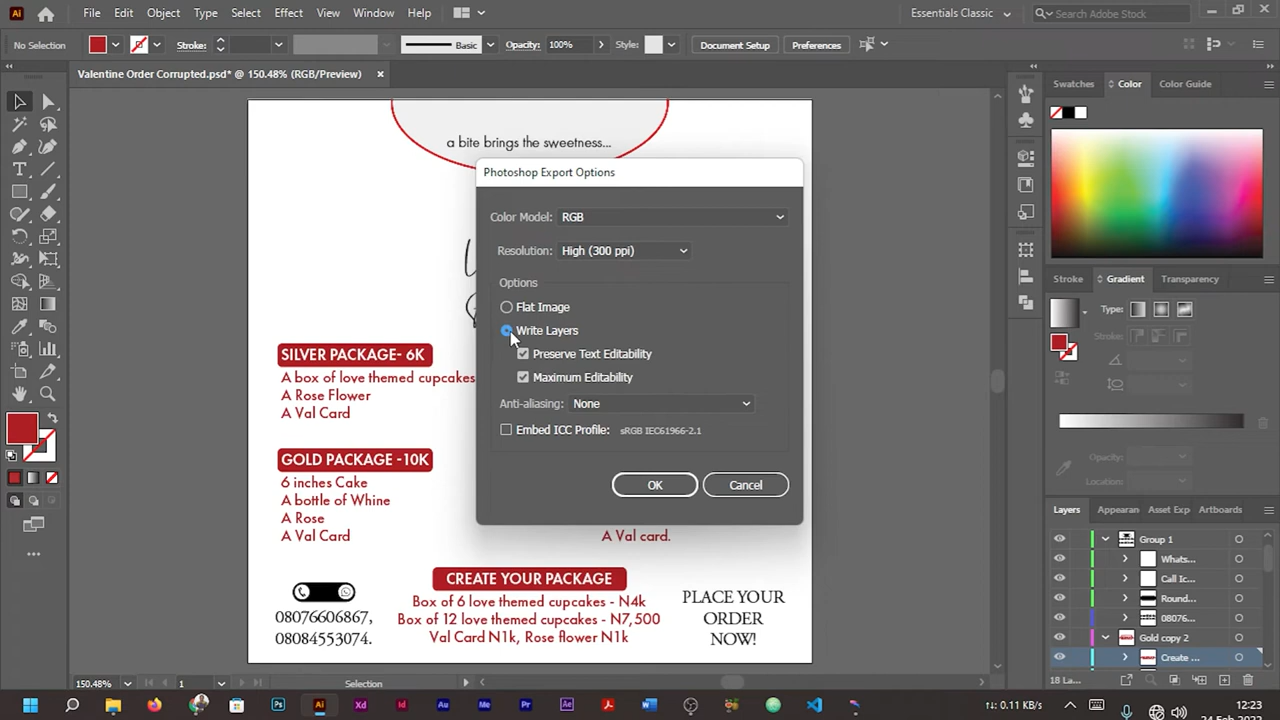 File Edit Object Type Select Effect View Window Help
Essentials Classic
Search Adobe Stock
No Selection
Stroke:
Basic
Opacity: 100%
Style:
Document Setup
Preferences
Valentine Order Corrupted.psd* @ 150.48% (RGB/Preview)
Swatches
Color
Color Guide
a bite brings the sweetness...
Photoshop Export Options
Color Model: RGB
Resolution: High (300 ppi)
Options
Flat Image
Write Layers
Preserve Text Editability
Maximum Editability
Anti-aliasing: None
Embed ICC Profile: sRGB IEC61966-2.1
OK
Cancel
SILVER PACKAGE- 6K
A box of love themed cupcakes
A Rose Flower
A Val Card
GOLD PACKAGE -10K
6 inches Cake
A bottle of Whine
A Rose
A Val Card
A Val card.
08076606867,
08084553074.
CREATE YOUR PACKAGE
Box of 6 love themed cupcakes - N4k
Box of 12 love themed cupcakes - N7,500
Val Card N1k, Rose flower N1k
PLACE YOUR
ORDER
NOW!
Stroke
Gradient
Transparency
Type:
Stroke:
Opacity:
Location:
Layers
Appearan
Asset Exp
Artboards
Group 1
Whats...
Call Ic...
Round...
08076...
Gold copy 2
Create ...
18 La...
150.48%
1
Selection
0.11 KB/s
12:23
24 Feb 2022